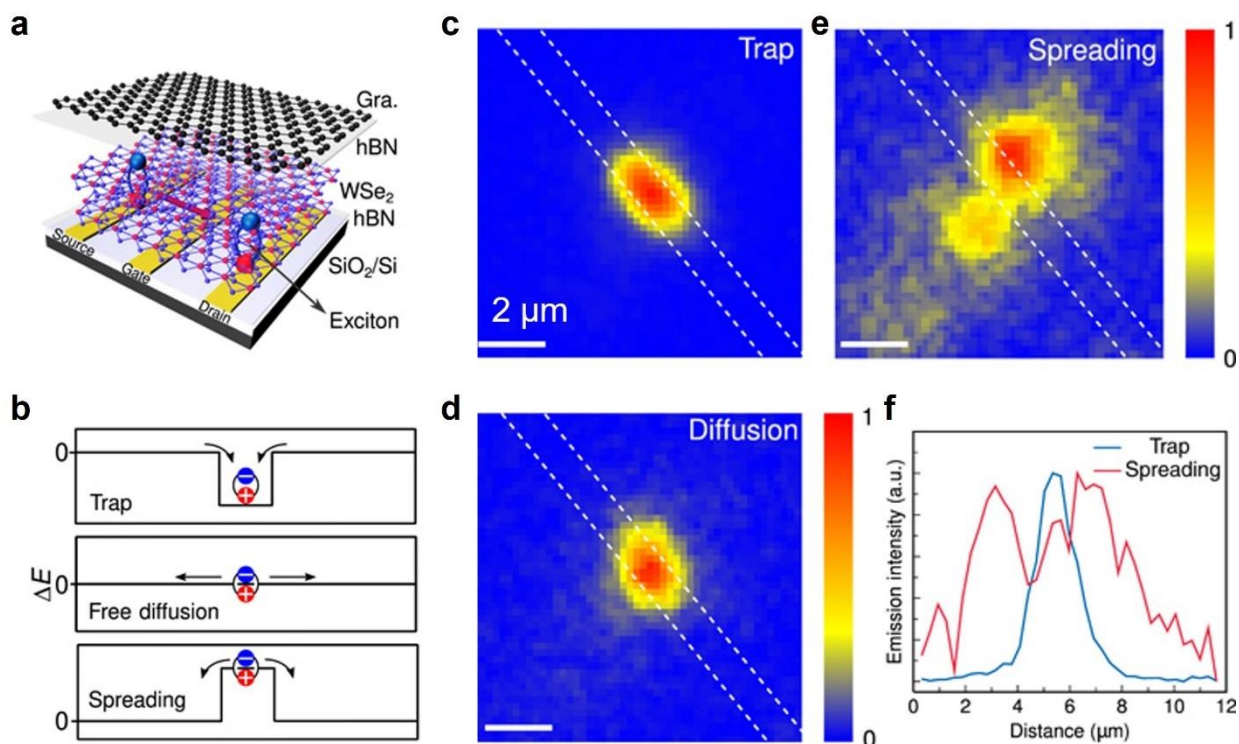 a
Gra.
hBN
WSe2
hBN
SiO2/Si
Source
Gate
Drain
Exciton
b
0
Trap
ΔE
0
Free diffusion
Spreading
0
c
Trap
2 μm
d
Diffusion
1
0
e
Spreading
1
0
f
Trap
Spreading
Emission intensity (a.u.)
0 2 4 6 8 10 12
Distance (μm)